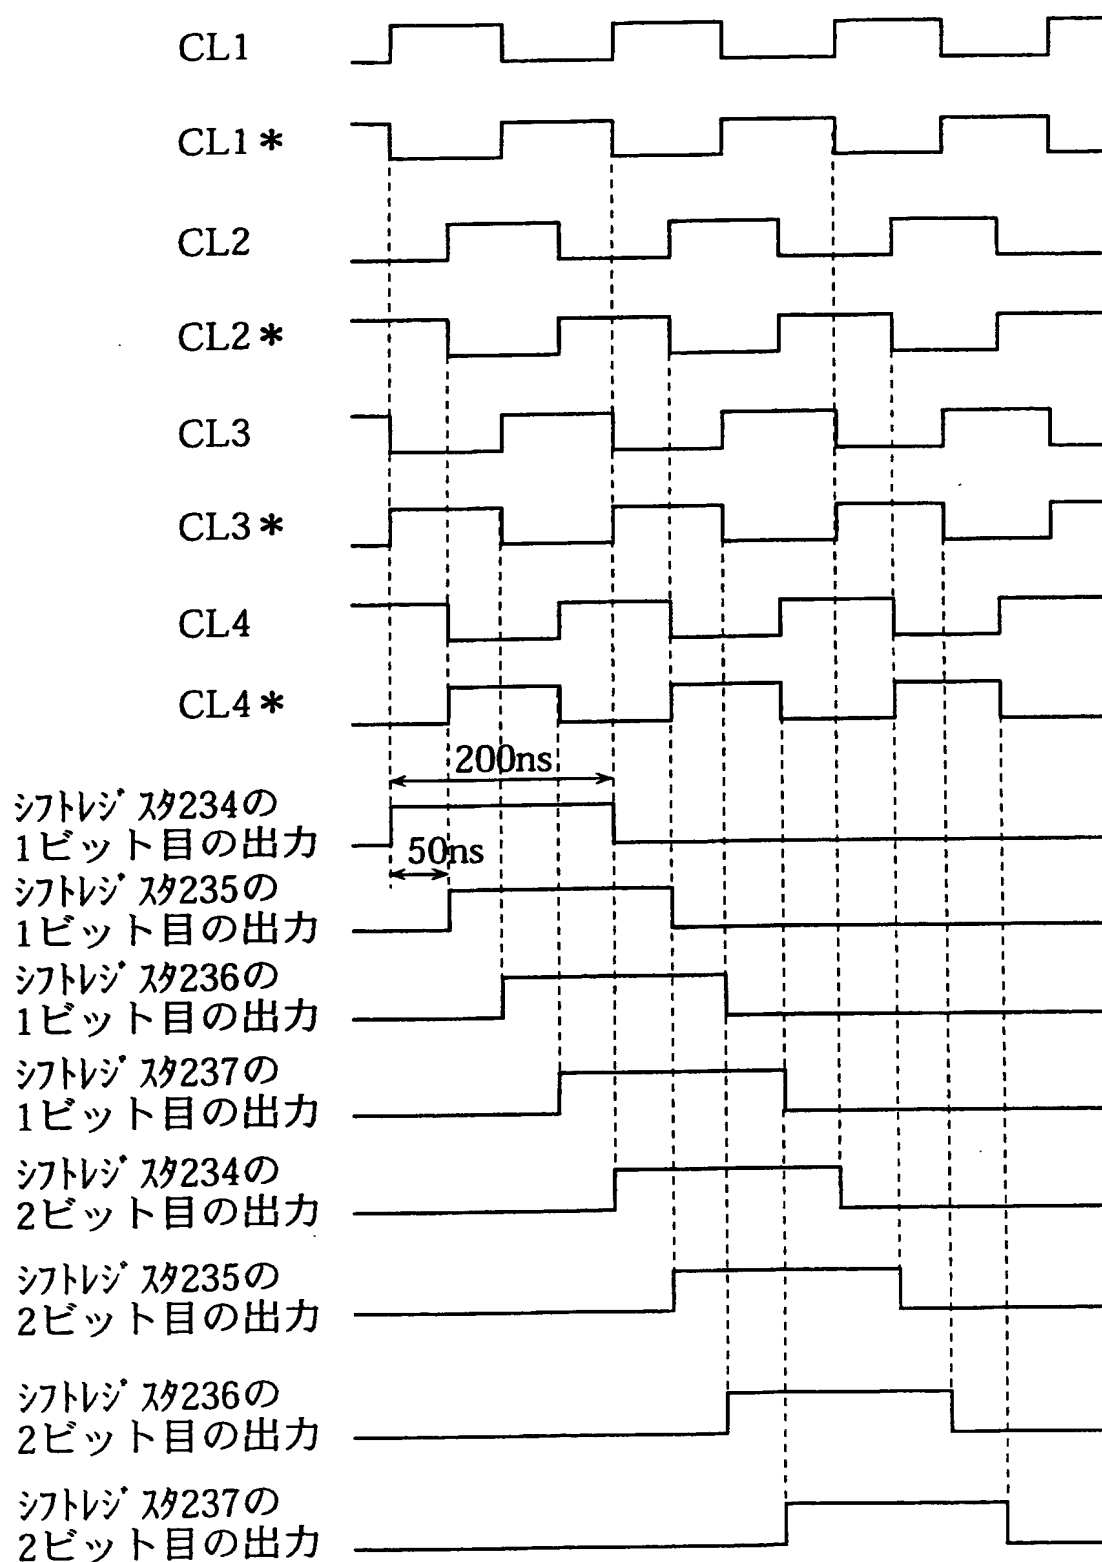 CL1
CL1*
CL2
CL2*
CL3
CL3*
CL4
CL4*
200ns
ｼﾌﾄﾚｼﾞｽﾀ234の
1ビット目の出力
50ns
ｼﾌﾄﾚｼﾞｽﾀ235の
1ビット目の出力
ｼﾌﾄﾚｼﾞｽﾀ236の
1ビット目の出力
ｼﾌﾄﾚｼﾞｽﾀ237の
1ビット目の出力
ｼﾌﾄﾚｼﾞｽﾀ234の
2ビット目の出力
ｼﾌﾄﾚｼﾞｽﾀ235の
2ビット目の出力
ｼﾌﾄﾚｼﾞｽﾀ236の
2ビット目の出力
ｼﾌﾄﾚｼﾞｽﾀ237の
2ビット目の出力